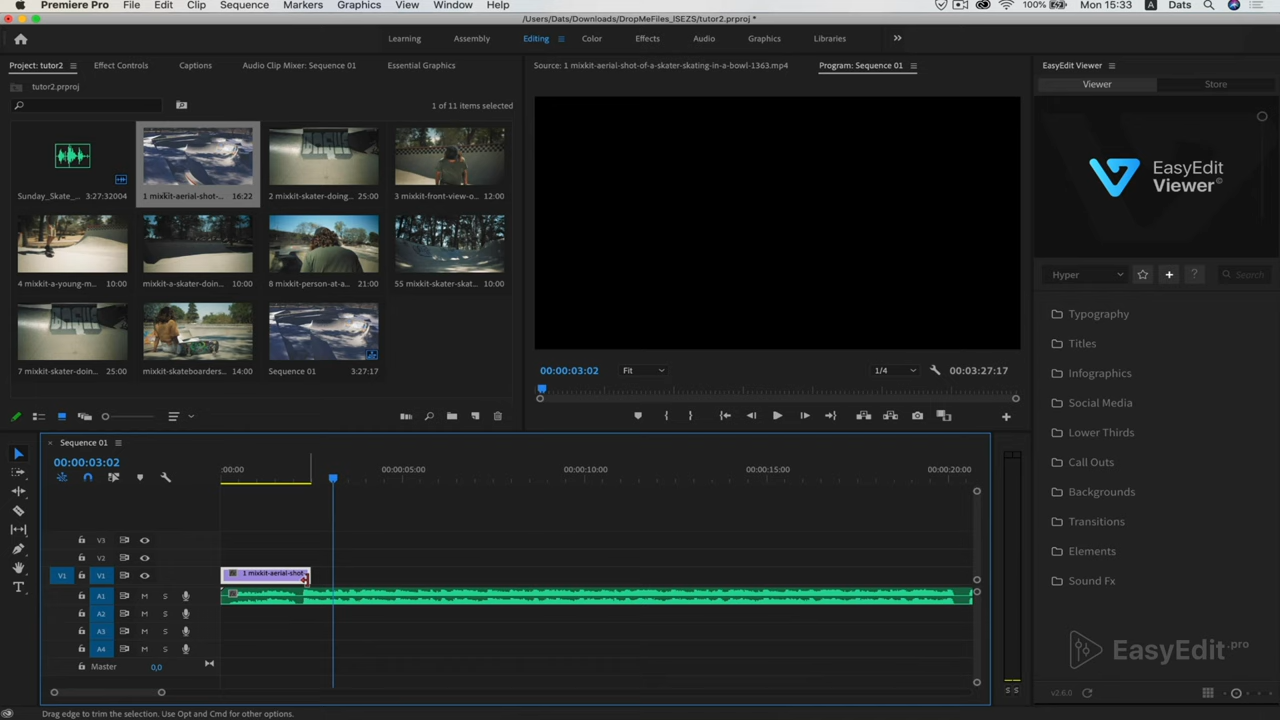 Premiere Pro File Edit Clip Sequence Markers Graphics View Window Help 100% Mon 15:33 A Dats
/Users/Dats/Downloads/DropMeFiles_ISEZS/tutor2.prproj *
Learning Assembly Editing Color Effects Audio Graphics Libraries
Project: tutor2 Effect Controls Captions Audio Clip Mixer: Sequence 01 Essential Graphics
Source: 1 mixkit-aerial-shot-of-a-skater-skating-in-a-bowl-1363.mp4 Program: Sequence 01
EasyEdit Viewer
Viewer Store
tutor2.prproj
1 of 11 items selected
Sunday_Skate_... 3:27:32004
1 mixkit-aerial-shot-... 16:22
2 mixkit-skater-doing... 25:00
3 mixkit-front-view-o... 12:00
4 mixkit-a-young-m... 10:00
mixkit-a-skater-doin... 10:00
8 mixkit-person-at-a... 21:00
55 mixkit-skater-skat... 10:00
7 mixkit-skater-doin... 25:00
mixkit-skateboarders... 14:00
Sequence 01 3:27:17
00:00:03:02 Fit 1/4 00:03:27:17
EasyEdit
Viewer©
Hyper + ? Search
Typography
Titles
Infographics
Social Media
Lower Thirds
Call Outs
Backgrounds
Transitions
Elements
Sound Fx
EasyEdit.pro
v2.6.0
Sequence 01
00:00:03:02
:00:00 00:00:05:00 00:00:10:00 00:00:15:00 00:00:20:00
V3
V2
V1 V1 1 mixkit-aerial-shot-
A1 M S
A2 M S
A3 M S
A4 M S
Master 0,0
S S
Drag edge to trim the selection. Use Opt and Cmd for other options.